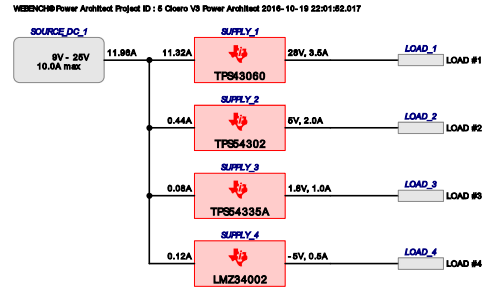 WEBENCH® Power Architect Project ID : 5 Cicero V3 Power Architect 2016-10-19 22:01:52.017
SOURCE_DC_1
9V - 25V
10.0A max
11.96A
11.32A
SUPPLY_1
TPS43060
28V, 3.5A
LOAD_1
LOAD #1
0.44A
SUPPLY_2
TPS54302
5V, 2.0A
LOAD_2
LOAD #2
0.08A
SUPPLY_3
TPS54335A
1.8V, 1.0A
LOAD_3
LOAD #3
0.12A
SUPPLY_4
LMZ34002
-5V, 0.5A
LOAD_4
LOAD #4